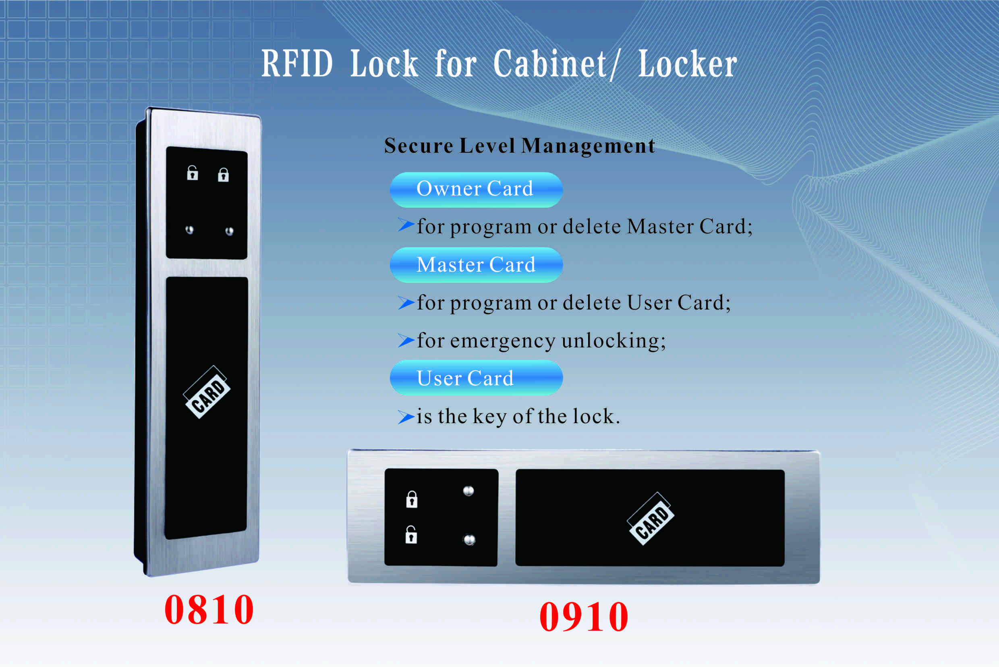 RFID Lock for Cabinet/ Locker
Secure Level Management
Owner Card
for program or delete Master Card;
Master Card
for program or delete User Card;
for emergency unlocking;
User Card
is the key of the lock.
CARD
CARD
0810
0910